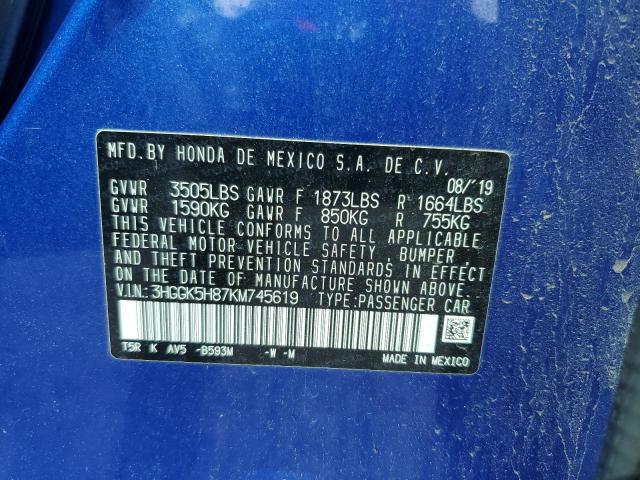 MFD. BY HONDA DE MEXICO S.A. DE C.V.
08/'19
GVWR 3505LBS GAWR F 1873LBS R 1664LBS
GVWR 1590KG GAWR F 850KG R 755KG
THIS VEHICLE CONFORMS TO ALL APPLICABLE
FEDERAL MOTOR VEHICLE SAFETY, BUMPER,
AND THEFT PREVENTION STANDARDS IN EFFECT
ON THE DATE OF MANUFACTURE SHOWN ABOVE.
V.I.N.: 3HGGK5H87KM745619 TYPE:PASSENGER CAR
T5R K AV5 -B593M -W -M
MADE IN MEXICO